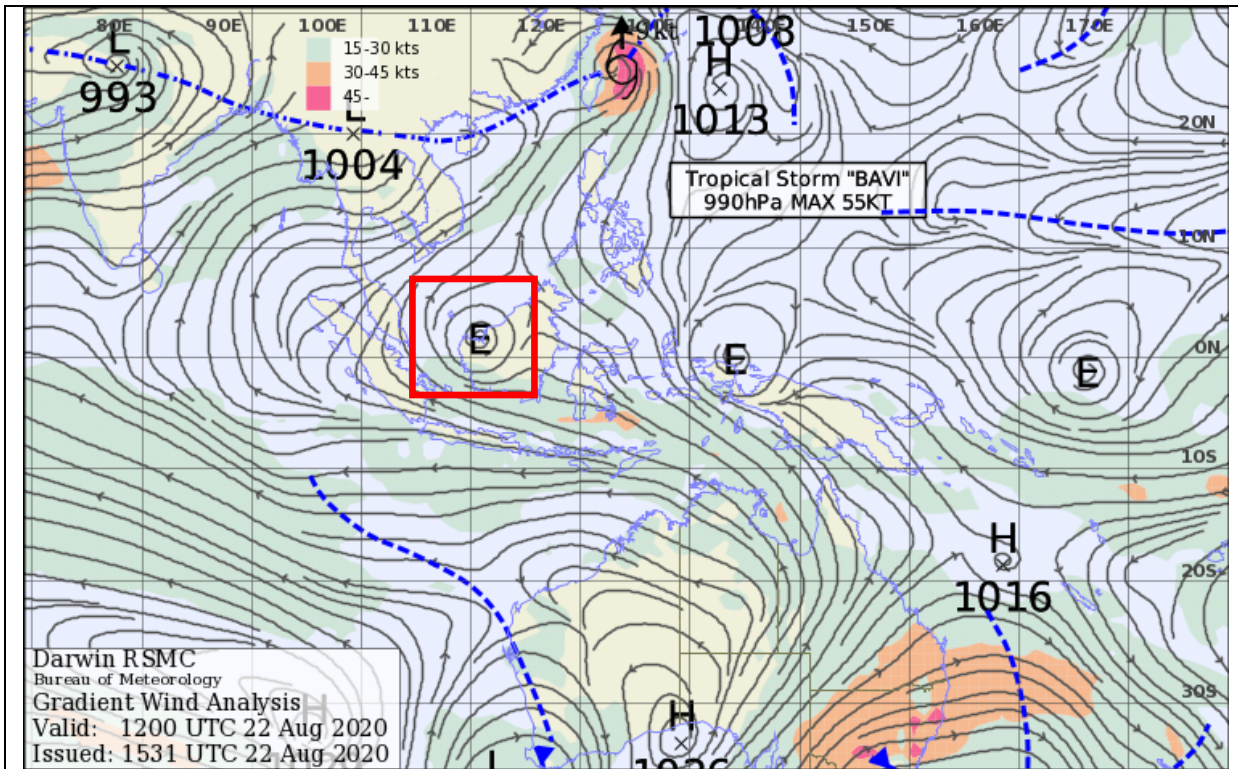 80E 90E 100E 110E 120E 140E 150E 160E 170E
L
993
15-30 kts
30-45 kts
45-
L
1004
9kt
1008
H
1013
20N
Tropical Storm "BAVI"
990hPa MAX 55KT
10N
E
E
E
0N
10S
H
1016
20S
30S
H
H
L
Darwin RSMC
Bureau of Meteorology
Gradient Wind Analysis
Valid: 1200 UTC 22 Aug 2020
Issued: 1531 UTC 22 Aug 2020